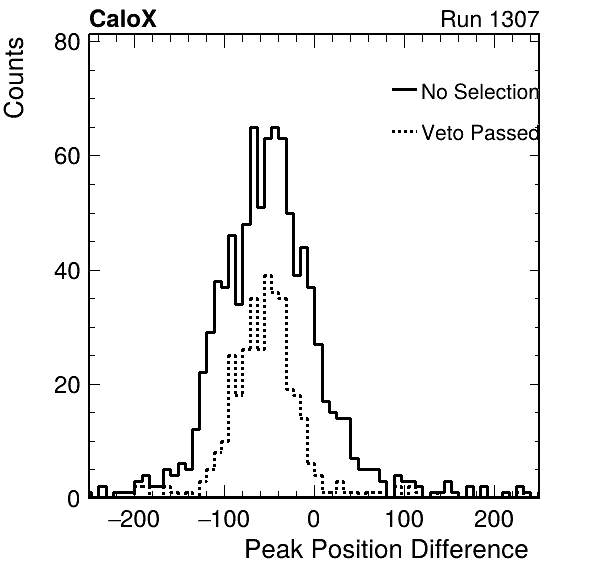 CaloX Run 1307
Counts
80
60
40
20
0
No Selection
Veto Passed
−200 −100 0 100 200
Peak Position Difference